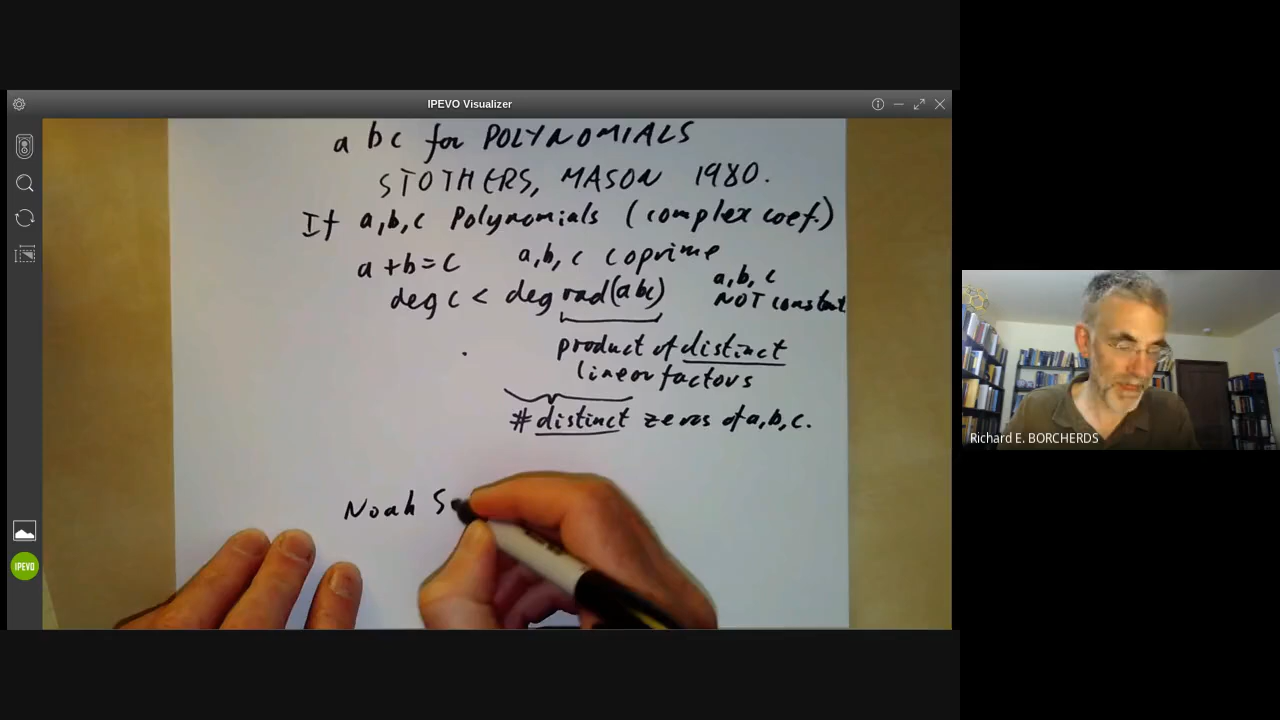 IPEVO Visualizer
a b c for POLYNOMIALS
STOTHERS, MASON 1980.
If a,b,c Polynomials (complex coef.)
a+b=c a,b,c coprime
deg c < deg rad(abc) a,b,c
NOT constant
product of distinct
linear factors
# distinct zeros of a,b,c.
Noah S
IPEVO
Richard E. BORCHERDS